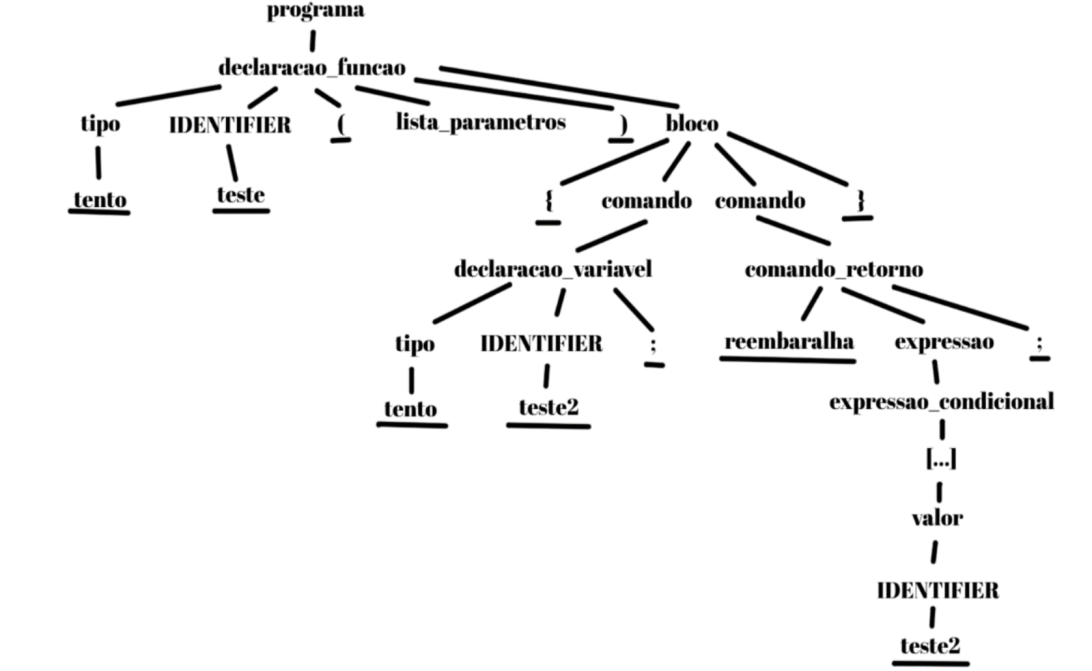 programa
declaracao_funcao
tipo IDENTIFIER ( lista_parametros ) bloco
tento teste { comando comando }
declaracao_variavel comando_retorno
tipo IDENTIFIER ; reembaralha expressao ;
tento teste2 expressao_condicional
[...]
valor
IDENTIFIER
teste2